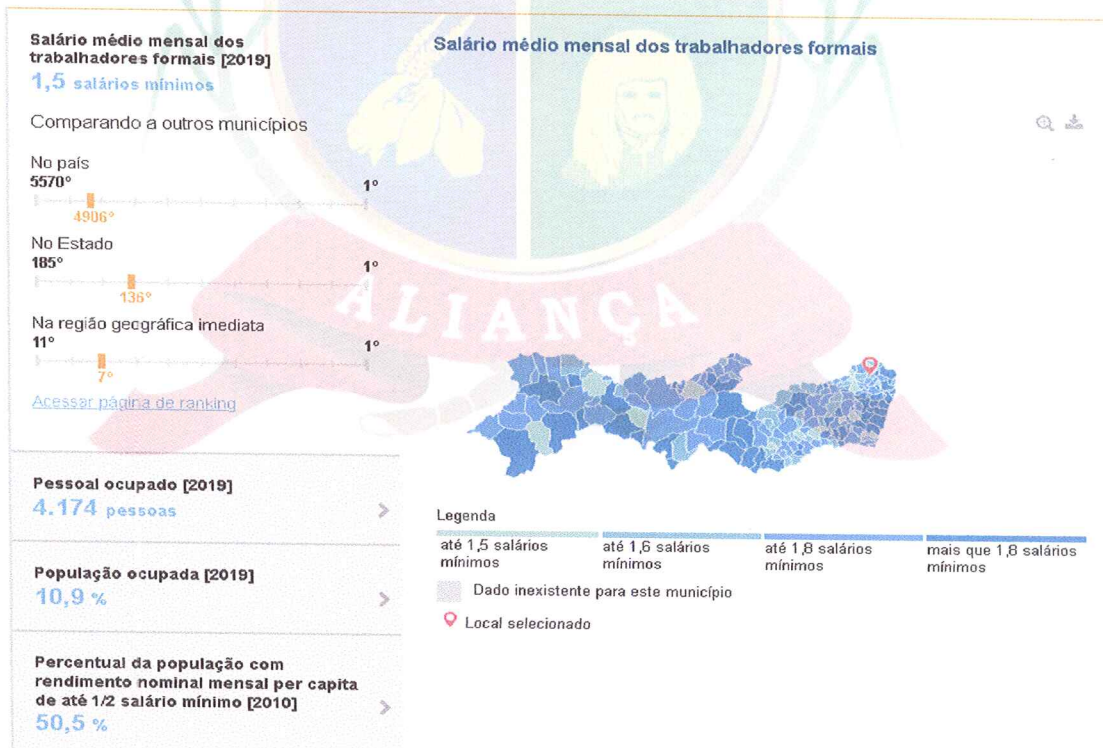 Salário médio mensal dos
trabalhadores formais [2019]
1,5 salários mínimos
Comparando a outros municípios
No país
5570°
1°
4906°
No Estado
185°
1°
136°
Na região geográfica imediata
11°
1°
7°
Acessar página de ranking
Pessoal ocupado [2019]
4.174 pessoas
População ocupada [2019]
10,9 %
Percentual da população com
rendimento nominal mensal per capita
de até 1/2 salário mínimo [2010]
50,5 %
Salário médio mensal dos trabalhadores formais
ALIANÇA
Legenda
até 1,5 salários
mínimos
até 1,6 salários
mínimos
até 1,8 salários
mínimos
mais que 1,8 salários
mínimos
Dado inexistente para este município
Local selecionado